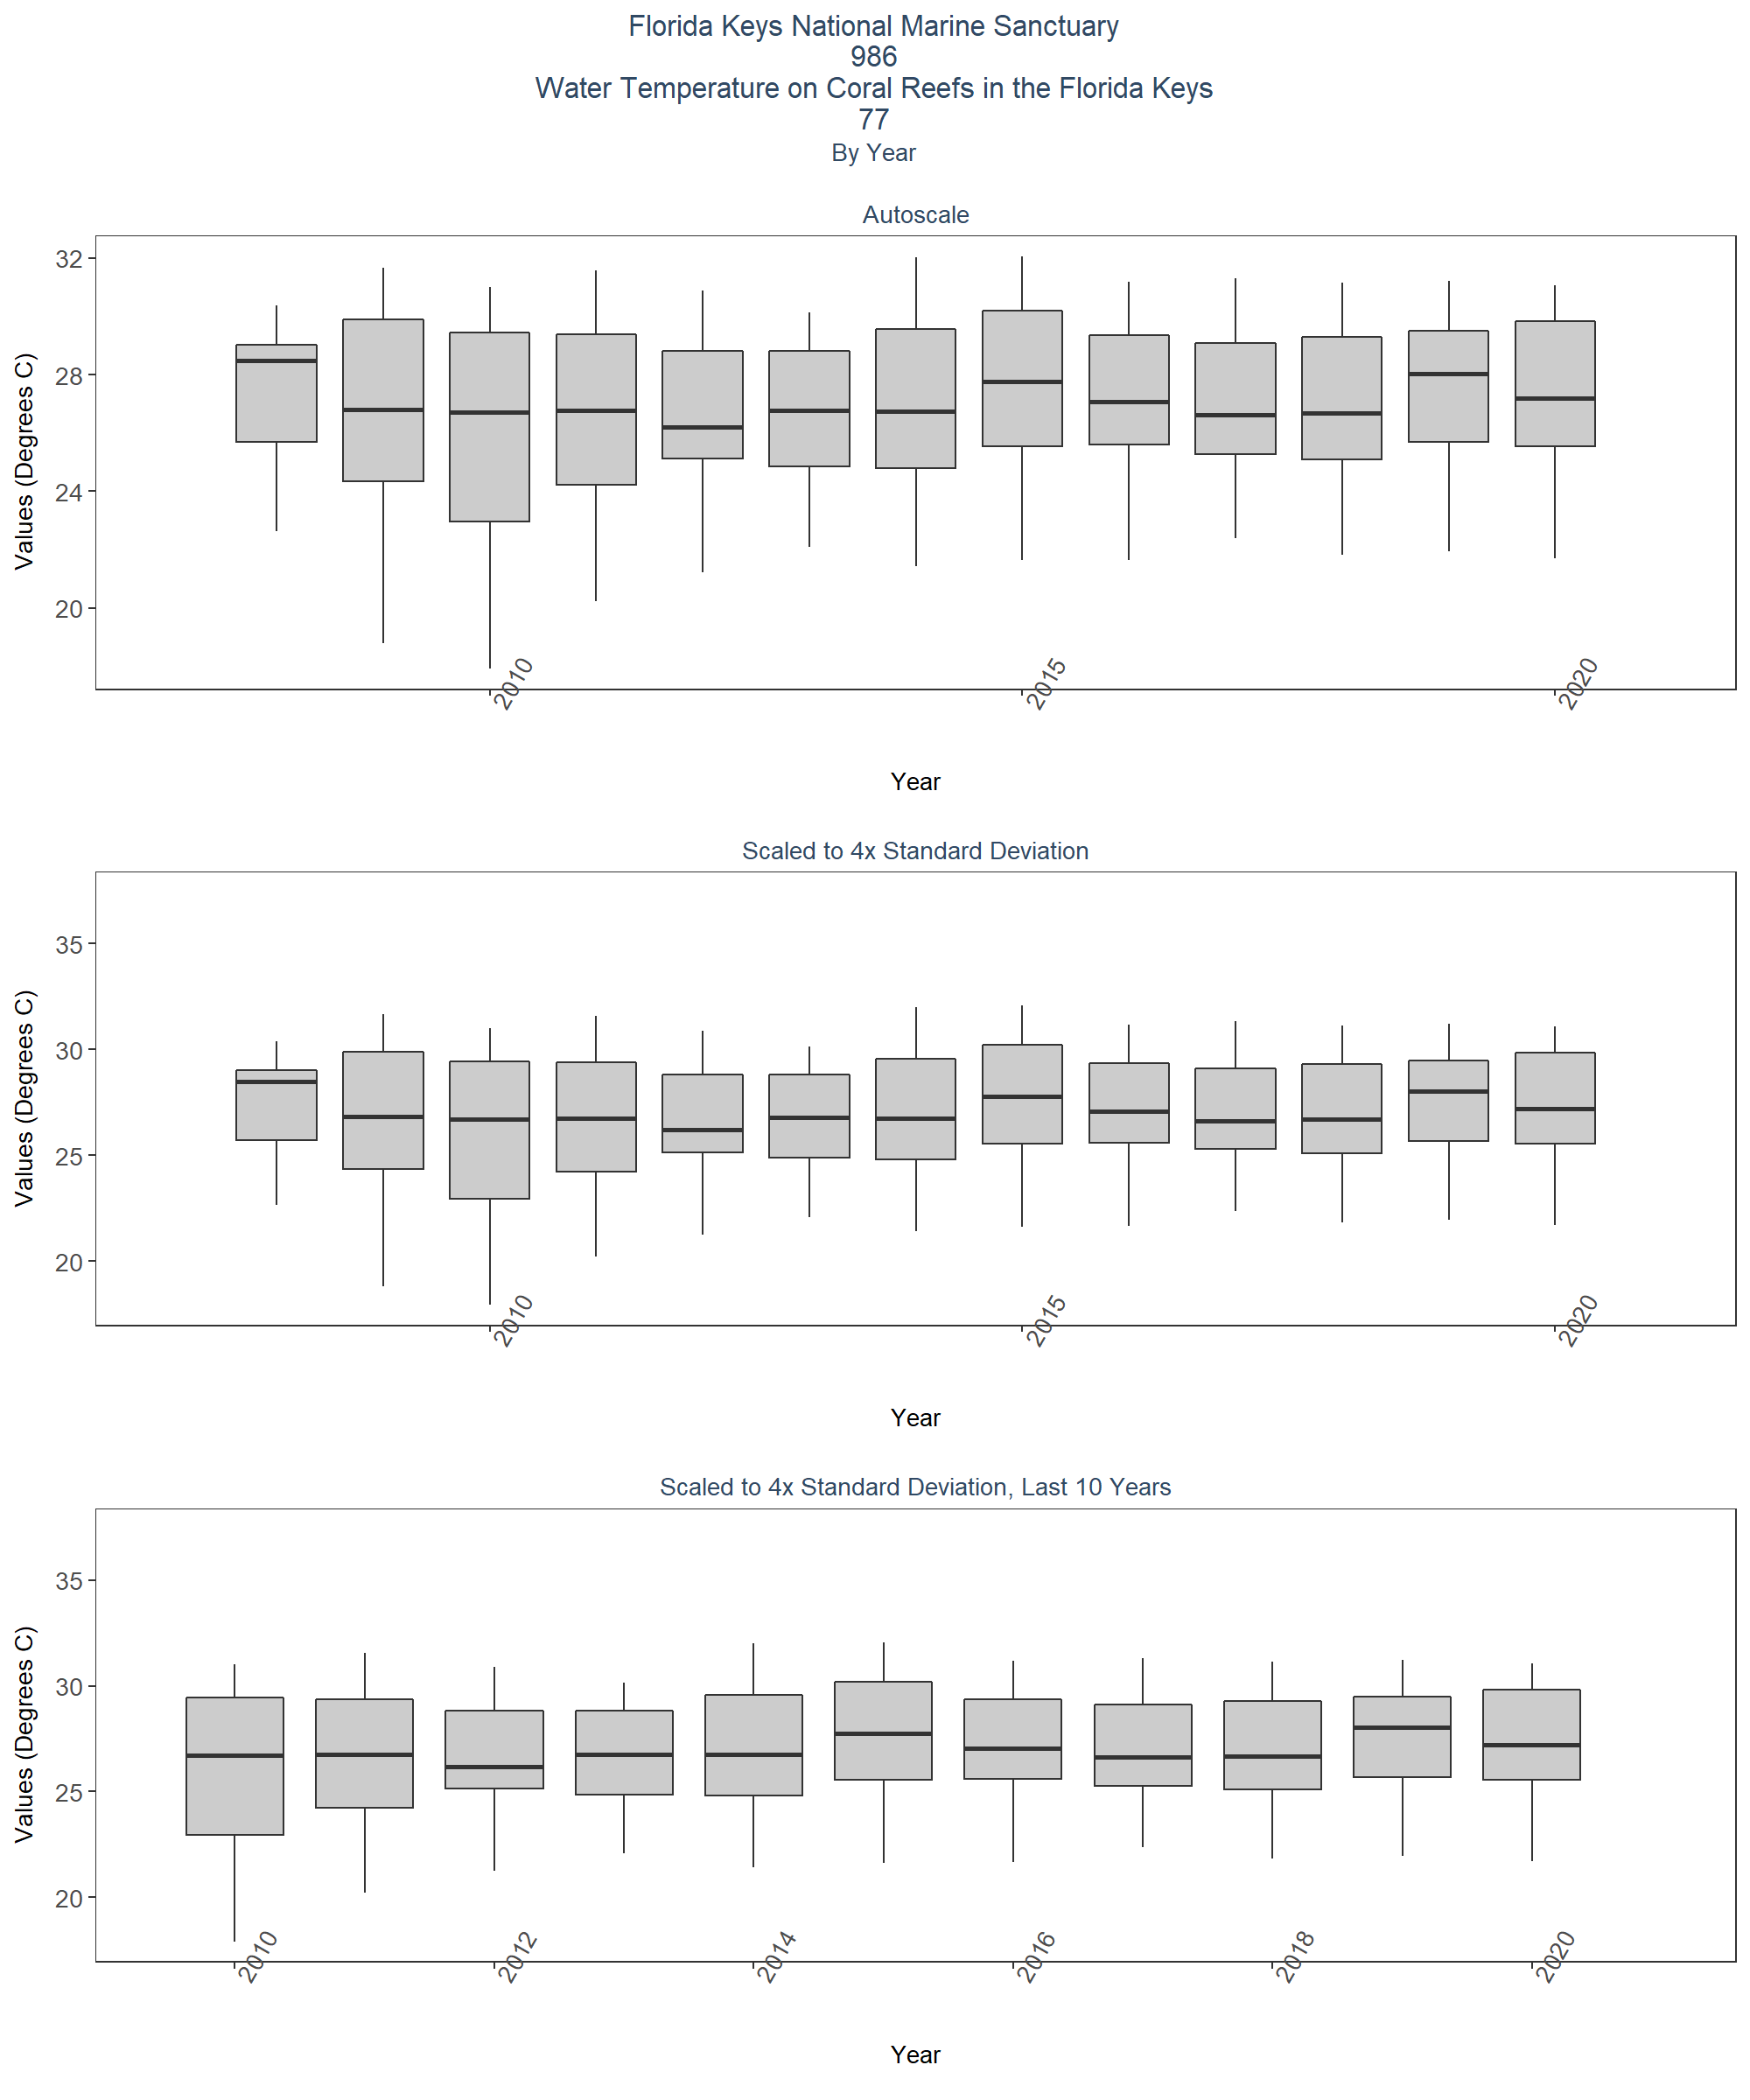 Florida Keys National Marine Sanctuary
986
Water Temperature on Coral Reefs in the Florida Keys
77
By Year
Autoscale
Values (Degrees C)
32
28
24
20
2010
2015
2020
Year
Scaled to 4x Standard Deviation
Values (Degrees C)
35
30
25
20
2010
2015
2020
Year
Scaled to 4x Standard Deviation, Last 10 Years
Values (Degrees C)
35
30
25
20
2010
2012
2014
2016
2018
2020
Year